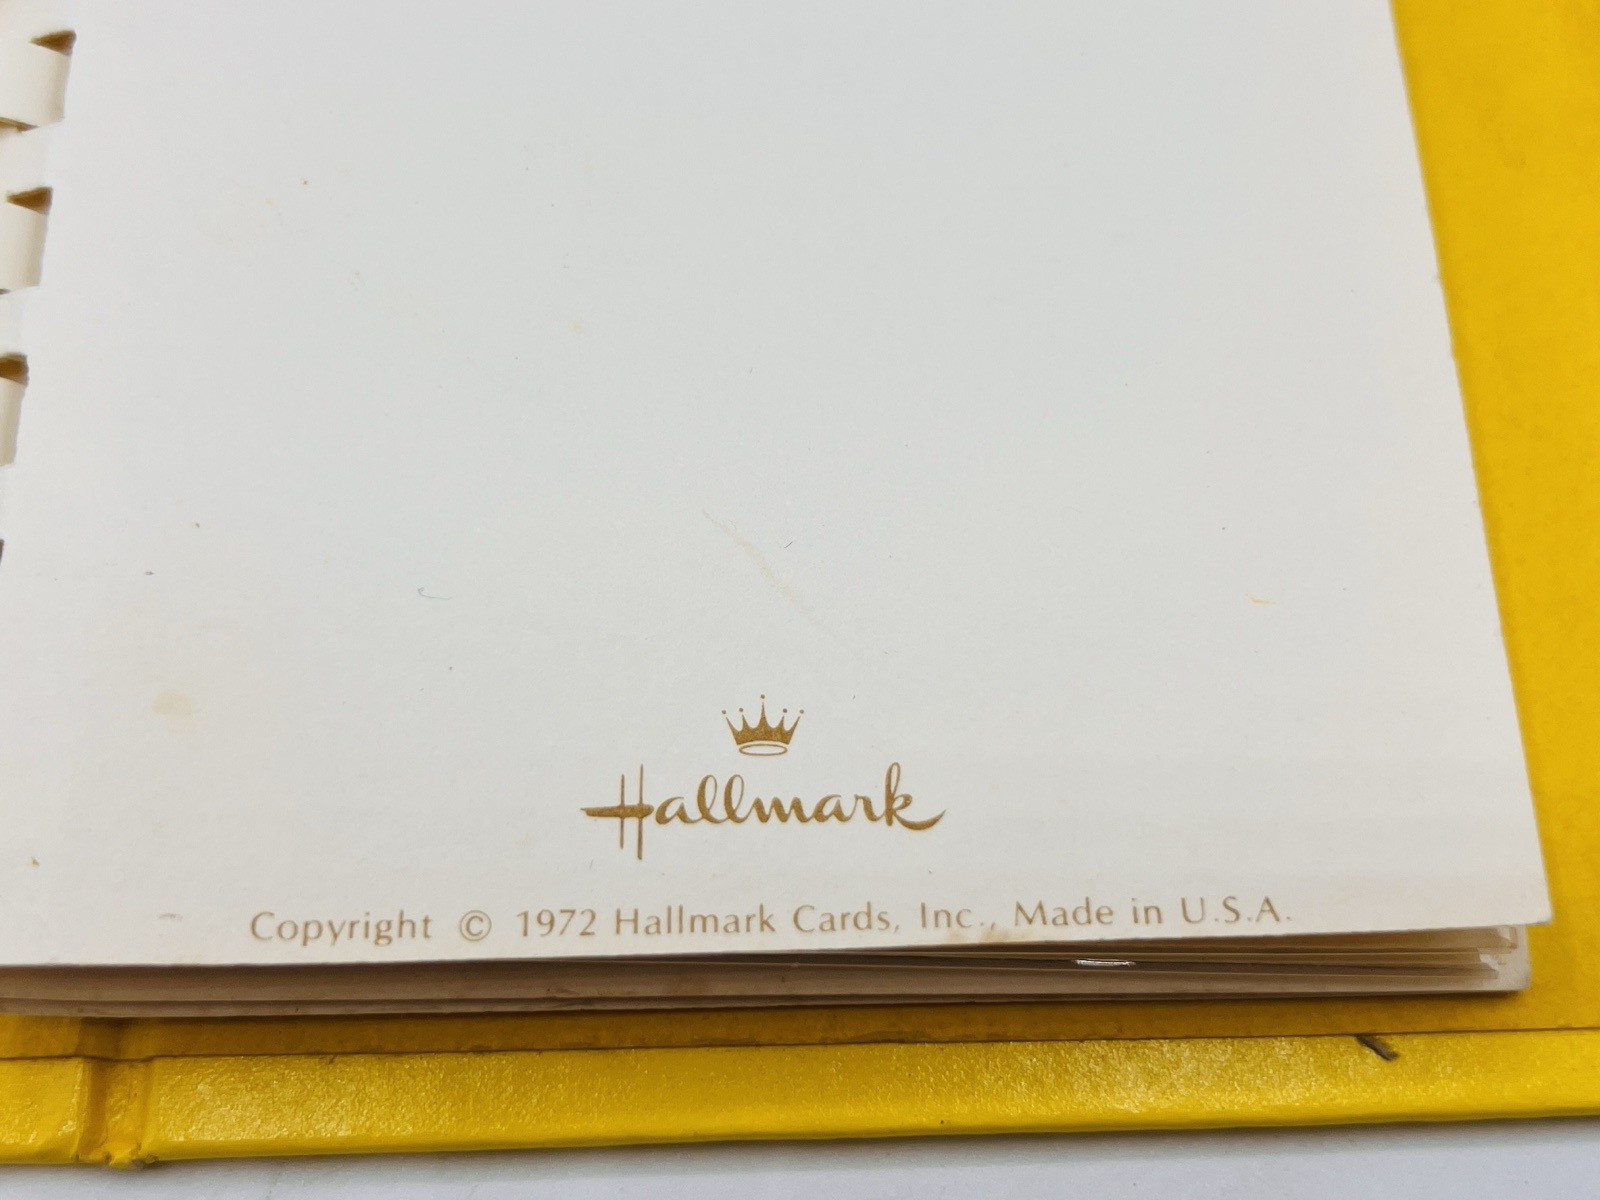 Hallmark
Copyright © 1972 Hallmark Cards, Inc., Made in U.S.A.